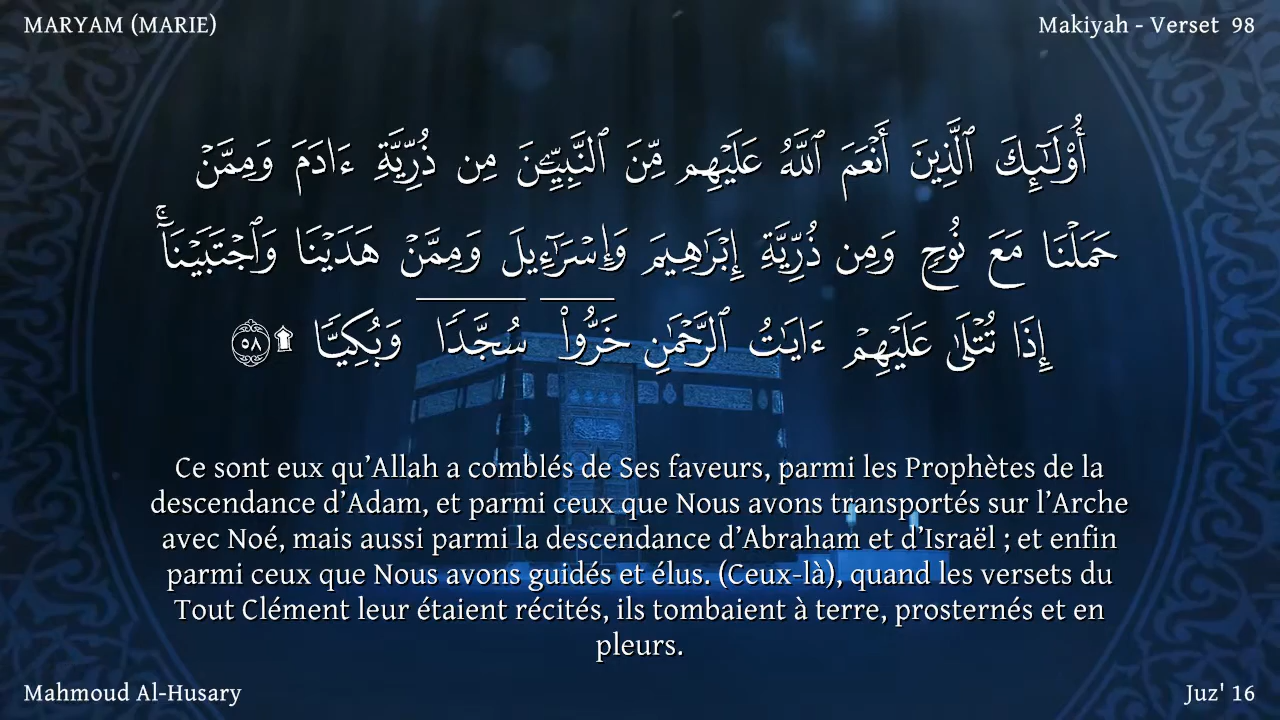 MARYAM (MARIE)
Makiyah - Verset 98
أُو۟لَـٰٓئِكَ ٱلَّذِينَ أَنْعَمَ ٱللَّهُ عَلَيْهِم مِّنَ ٱلنَّبِيِّـۧنَ مِن ذُرِّيَّةِ ءَادَمَ وَمِمَّنْ
حَمَلْنَا مَعَ نُوحٍ وَمِن ذُرِّيَّةِ إِبْرَٰهِيمَ وَإِسْرَٰٓءِيلَ وَمِمَّنْ هَدَيْنَا وَٱجْتَبَيْنَآ ۚ
إِذَا تُتْلَىٰ عَلَيْهِمْ ءَايَـٰتُ ٱلرَّحْمَـٰنِ خَرُّوا۟ سُجَّدًا وَبُكِيًّا ۩ ٥٨
Ce sont eux qu’Allah a comblés de Ses faveurs, parmi les Prophètes de la
descendance d’Adam, et parmi ceux que Nous avons transportés sur l’Arche
avec Noé, mais aussi parmi la descendance d’Abraham et d’Israël ; et enfin
parmi ceux que Nous avons guidés et élus. (Ceux-là), quand les versets du
Tout Clément leur étaient récités, ils tombaient à terre, prosternés et en
pleurs.
Mahmoud Al-Husary
Juz' 16